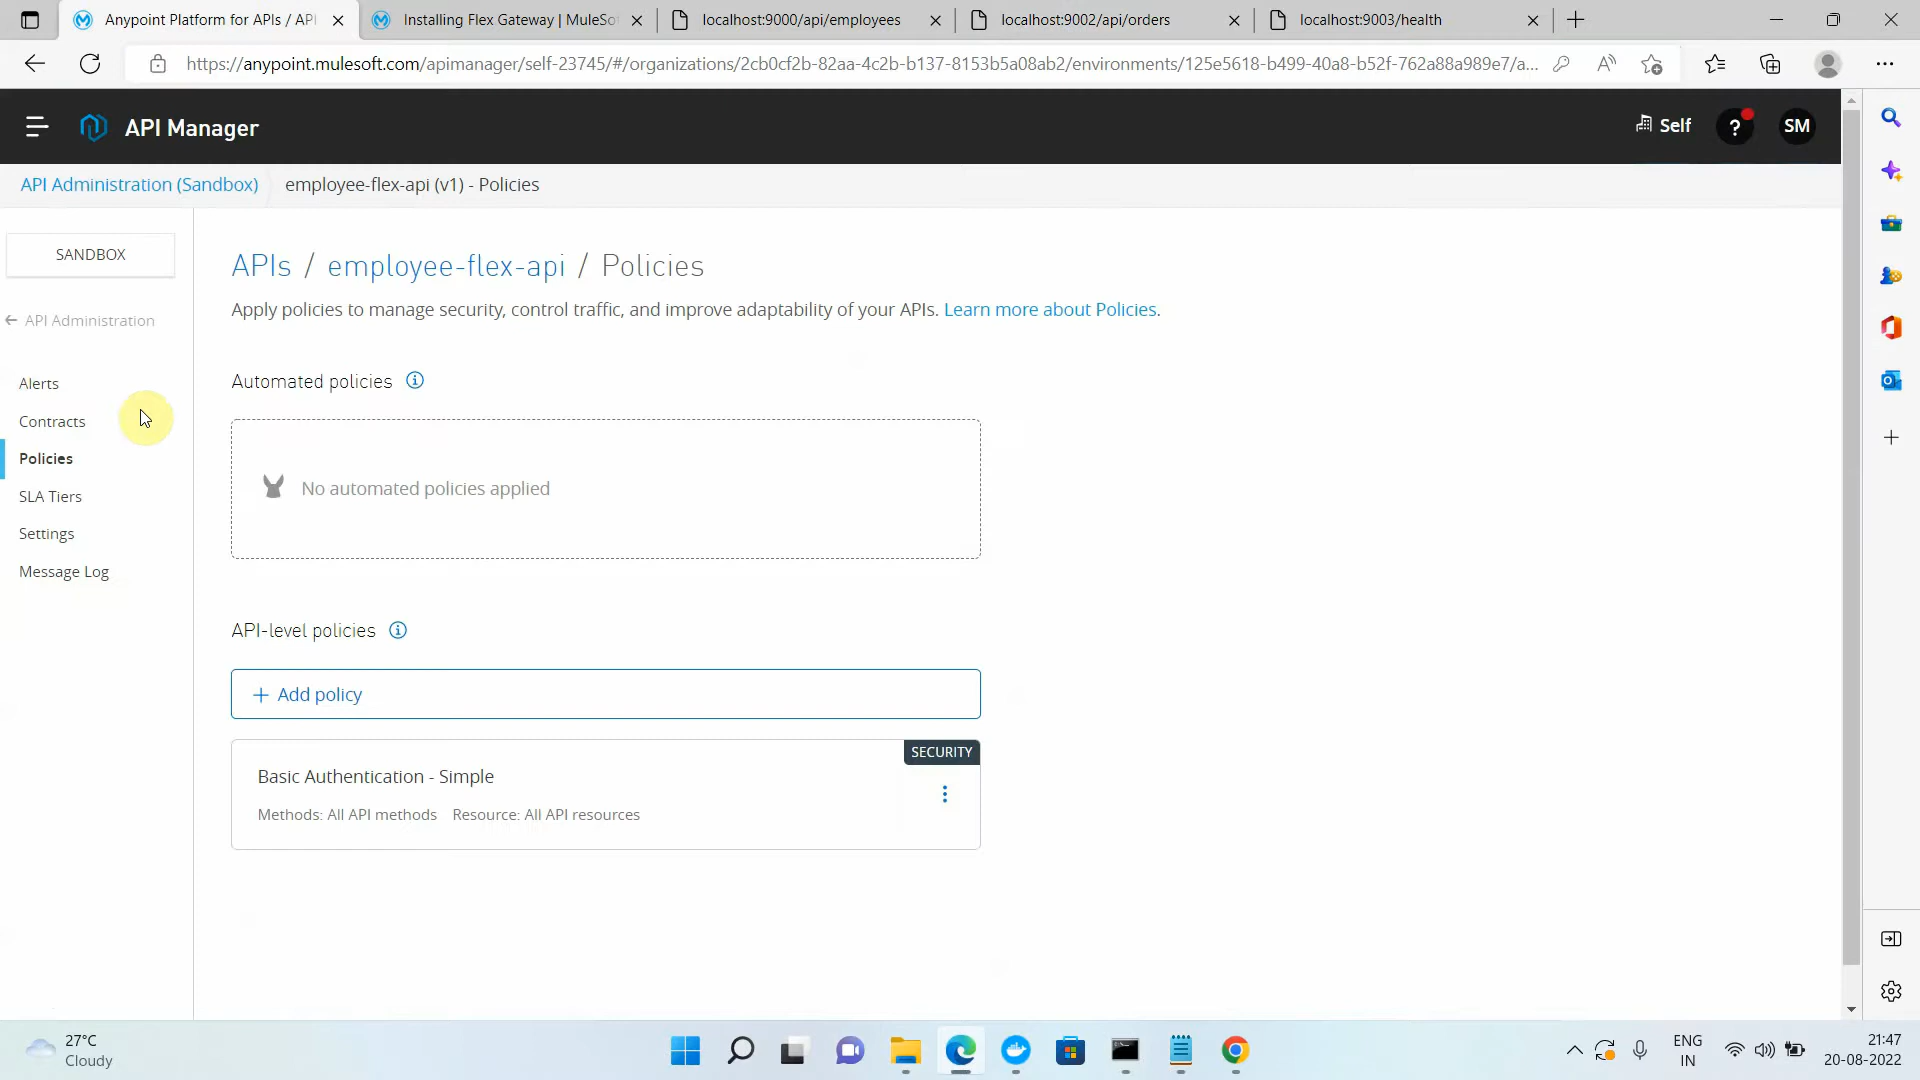 Anypoint Platform for APIs / API
Installing Flex Gateway | MuleSo
localhost:9000/api/employees
localhost:9002/api/orders
localhost:9003/health
https://anypoint.mulesoft.com/apimanager/self-23745/#/organizations/2cb0cf2b-82aa-4c2b-b137-8153b5a08ab2/environments/125e5618-b499-40a8-b52f-762a88a989e7/a...
API Manager
Self
?
SM
API Administration (Sandbox)
employee-flex-api (v1) - Policies
SANDBOX
API Administration
Alerts
Contracts
Policies
SLA Tiers
Settings
Message Log
APIs / employee-flex-api / Policies
Apply policies to manage security, control traffic, and improve adaptability of your APIs. Learn more about Policies.
Automated policies
No automated policies applied
API-level policies
+ Add policy
SECURITY
Basic Authentication - Simple
Methods: All API methods Resource: All API resources
27°C
Cloudy
ENG
IN
21:47
20-08-2022